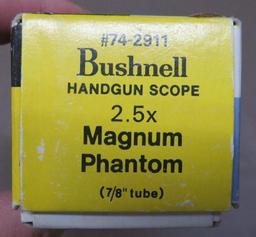 #74-2911
Bushnell
HANDGUN SCOPE
2.5x
Magnum
Phantom
(7/8" tube)